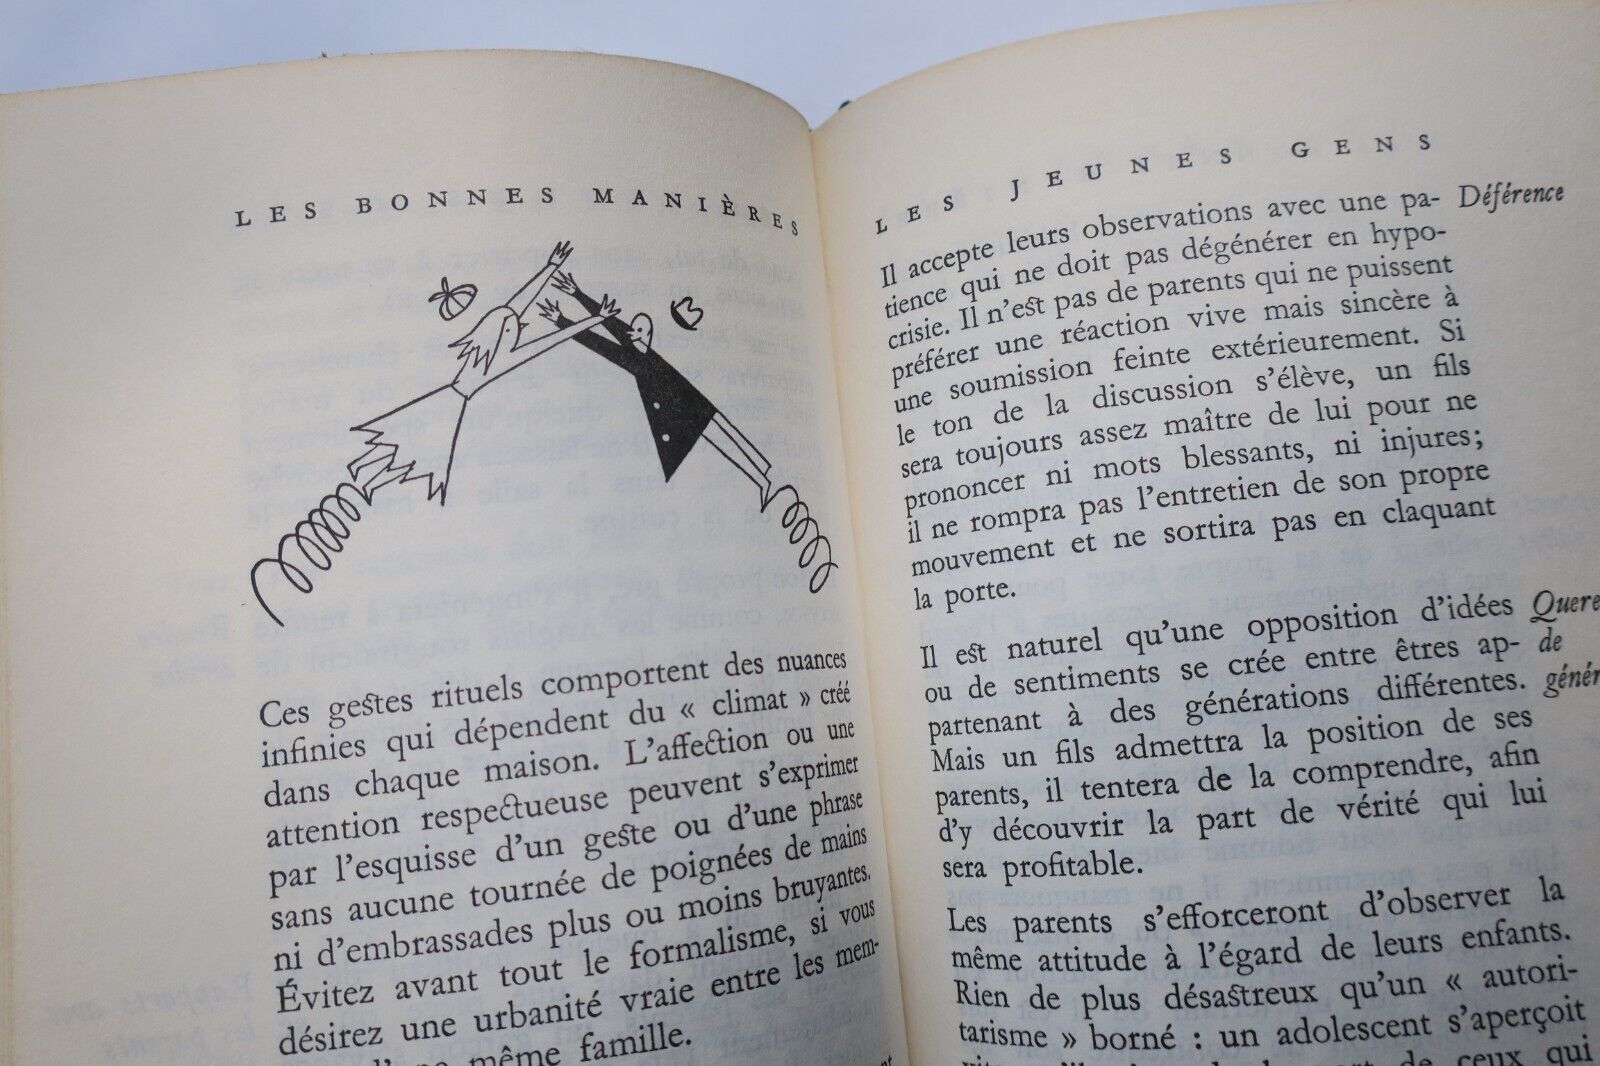 LES BONNES MANIÈRES
Ces gestes rituels comportent des nuances
infinies qui dépendent du « climat » créé
dans chaque maison. L'affection ou une
attention respectueuse peuvent s'exprimer
par l'esquisse d'un geste ou d'une phrase
sans aucune tournée de poignées de mains
ni d'embrassades plus ou moins bruyantes.
Évitez avant tout le formalisme, si vous
désirez une urbanité vraie entre les mem-
même famille.
LES JEUNES GENS
Il accepte leurs observations avec une pa- Déférence
tience qui ne doit pas dégénérer en hypo-
crisie. Il n'est pas de parents qui ne puissent
préférer une réaction vive mais sincère à
une soumission feinte extérieurement. Si
le ton de la discussion s'élève, un fils
sera toujours assez maître de lui pour ne
prononcer ni mots blessants, ni injures;
il ne rompra pas l'entretien de son propre
mouvement et ne sortira pas en claquant
la porte.
Il est naturel qu'une opposition d'idées Quere
ou de sentiments se crée entre êtres ap- de
partenant à des générations différentes. génér
Mais un fils admettra la position de ses
parents, il tentera de la comprendre, afin
d'y découvrir la part de vérité qui lui
sera profitable.
Les parents s'efforceront d'observer la
même attitude à l'égard de leurs enfants.
Rien de plus désastreux qu'un « autori-
tarisme » borné : un adolescent s'aperçoit
de ceux qui